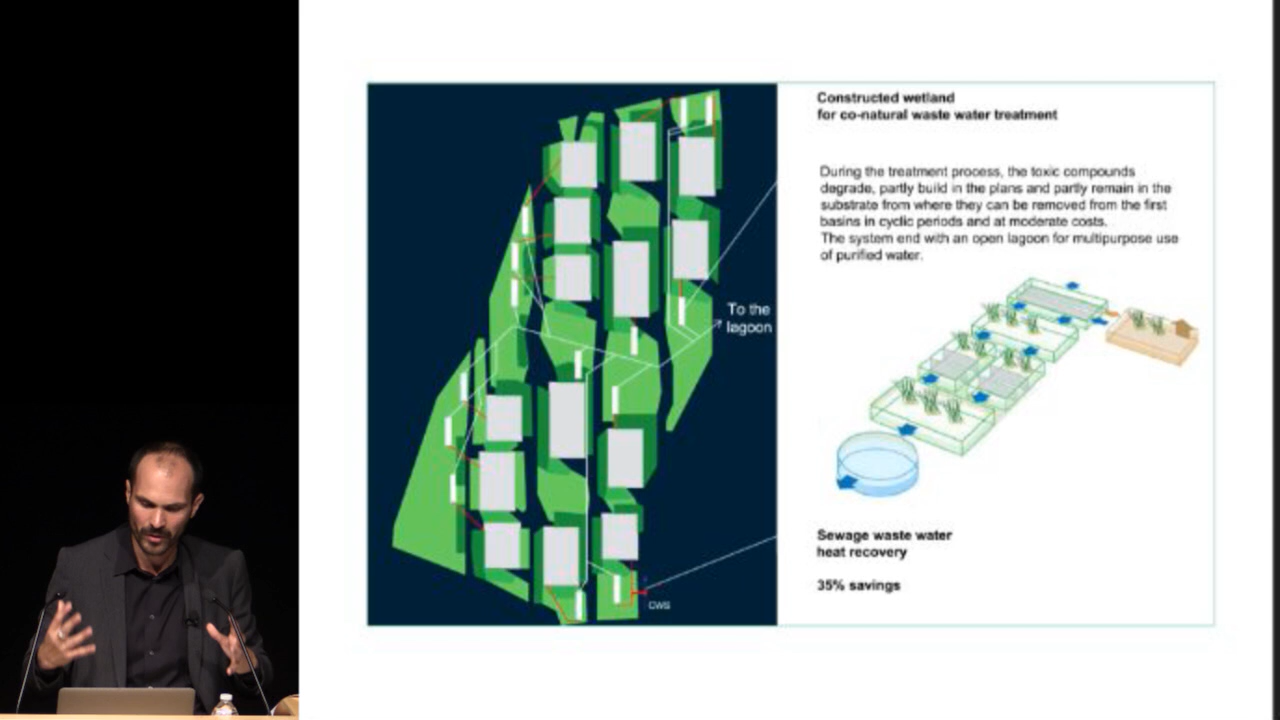 Constructed wetland
for co-natural waste water treatment
During the treatment process, the toxic compounds
degrade, partly build in the plans and partly remain in the
substrate from where they can be removed from the first
basins in cyclic periods and at moderate costs.
The system end with an open lagoon for multipurpose use
of purified water.
To the
lagoon
Sewage waste water
heat recovery
35% savings
CWS